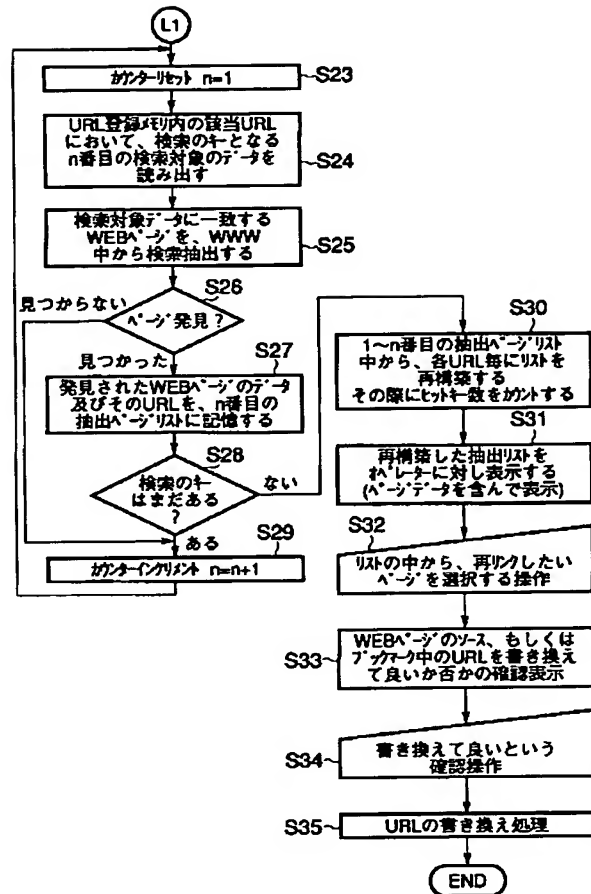 L1
カウンターリセット n=1
S23
URL登録メモリ内の該当URL
において、検索のキーとなる
n番目の検索対象のデータを
読み出す
S24
検索対象データに一致する
WEBページを、WWW
中から検索抽出する
S25
S26
見つからない
ページ発見?
見つかった
S27
発見されたWEBページのデータ
及びそのURLを、n番目の
抽出ページリストに記憶する
S28
検索のキー
はまだある
?
ない
ある
S29
カウンターインクリメント n=n+1
S30
1~n番目の抽出ページリスト
中から、各URL毎にリストを
再構築する
その際にヒットキー数をカウントする
S31
再構築した抽出リストを
オペレーターに対し表示する
(ページデータを含んで表示)
S32
リストの中から、再リンクしたい
ページを選択する操作
S33
WEBページのソース、もしくは
ブックマーク中のURLを書き換え
て良いか否かの確認表示
S34
書き換えて良いという
確認操作
S35
URLの書き換え処理
END